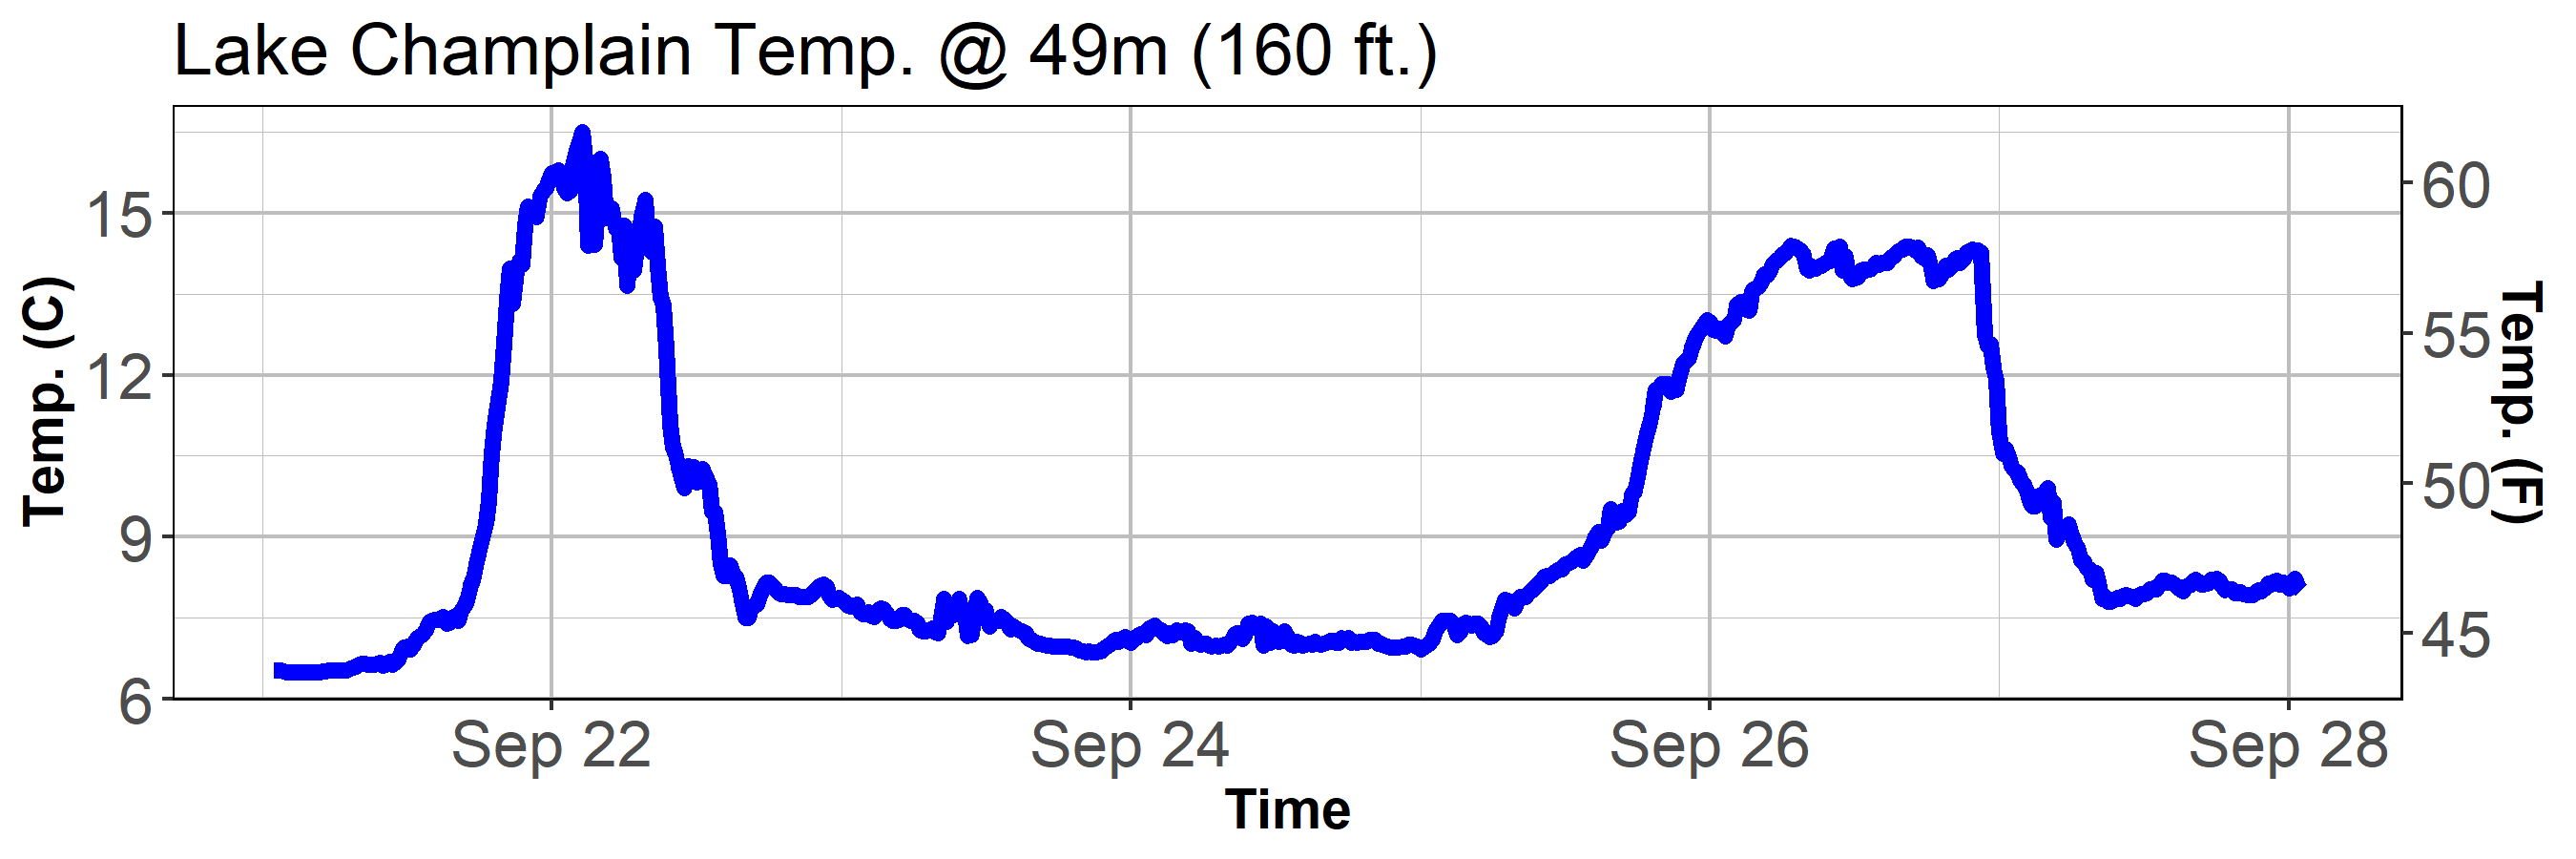 Lake Champlain Temp. @ 49m (160 ft.)
Temp. (C)
15
12
9
6
60
55
50
45
Temp. (F)
Sep 22
Sep 24
Sep 26
Sep 28
Time